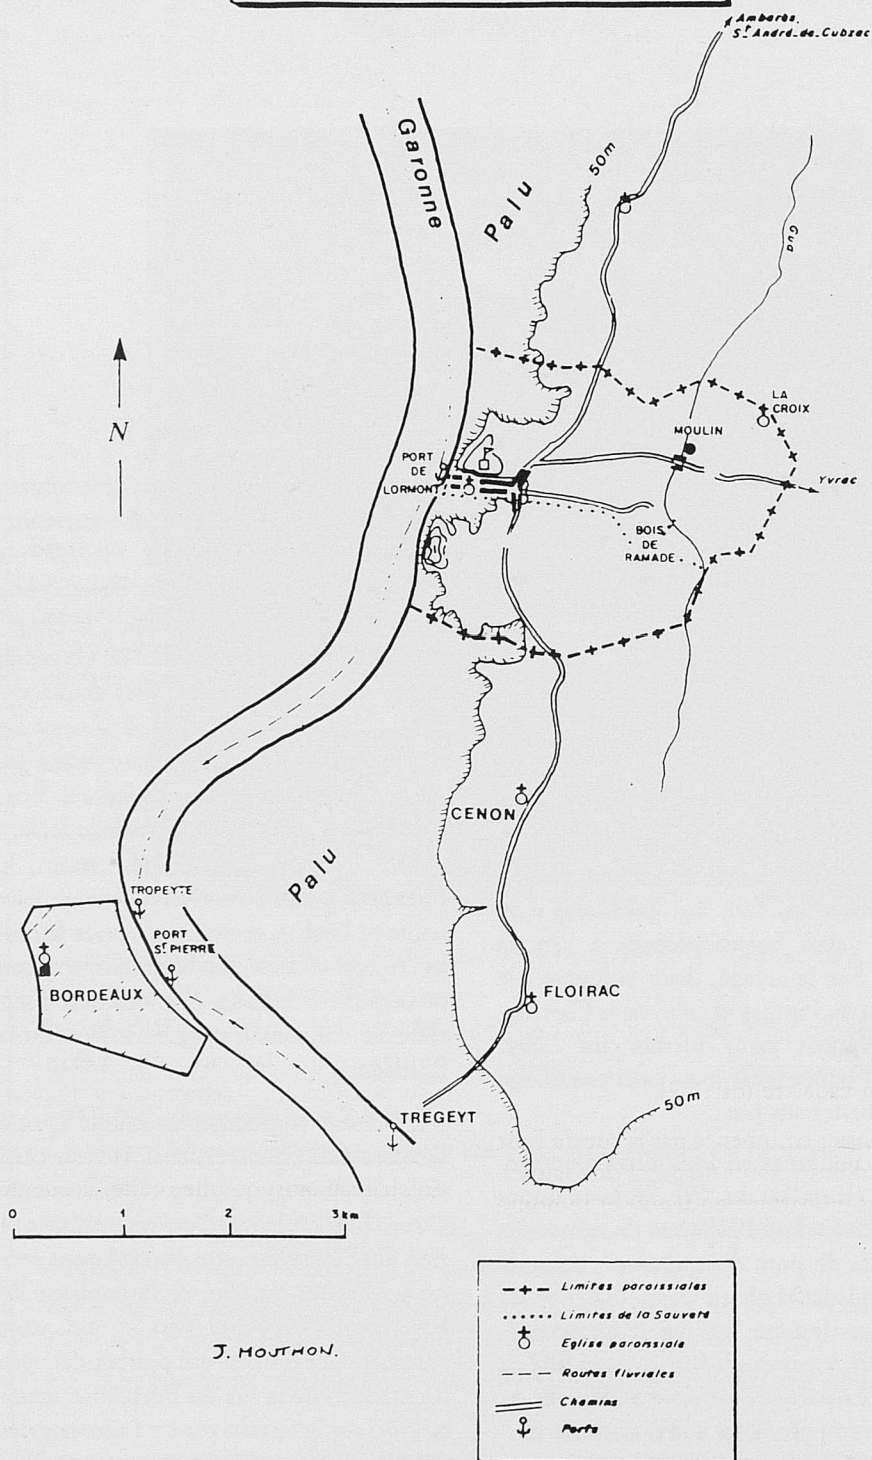 Ambarès.
S.t André-de-Cubzac
Garonne
Palu
50m
Gua
N
LA
CROIX
MOULIN
PORT
DE
LORMONT
Yvrac
BOIS
DE
RAMADE
CENON
Palu
TROPEYTE
PORT
S.t PIERRE
BORDEAUX
FLOIRAC
TREGEYT
50m
0 1 2 3 km
J. MOUTHON.
Limites paroissiales
Limites de la Sauveté
Eglise paroissiale
Routes fluviales
Chemins
Ports